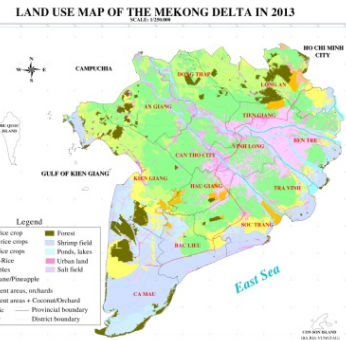 LAND USE MAP OF THE MEKONG DELTA IN 2013
SCALE: 1/250.000
HO CHI MINH
CITY
CAMPUCHIA
DONG THAP
LONG AN
AN GIANG
TIEN GIANG
BEN TRE
VINH LONG
CAN THO CITY
GULF OF KIEN GIANG
KIEN GIANG
HAU GIANG
TRA VINH
SOC TRANG
BAC LIEU
CA MAU
East Sea
ISLAND
Legend
ice crop
rice crops
ice crops
-Rice
ne/Pineapple
ent areas, orchards
ent areas + Coconut/Orchard
Forest
Shrimp field
Ponds, lakes
Urban land
Salt field
Provincial boundary
District boundary
CON SON ISLAND